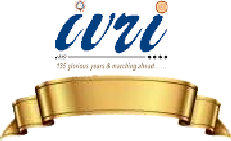 ivri
135 glorious years & marching ahead.....